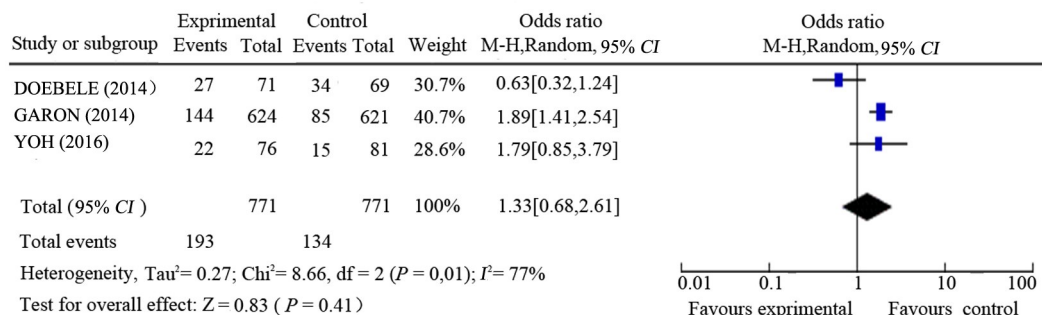 Exprimental Control Odds ratio Odds ratio
Study or subgroup Events Total Events Total Weight M-H,Random, 95% CI M-H,Random, 95% CI
DOEBELE (2014) 27 71 34 69 30.7% 0.63[0.32,1.24]
GARON (2014) 144 624 85 621 40.7% 1.89[1.41,2.54]
YOH (2016) 22 76 15 81 28.6% 1.79[0.85,3.79]
Total (95% CI ) 771 771 100% 1.33[0.68,2.61]
Total events 193 134
Heterogeneity, Tau²= 0.27; Chi²= 8.66, df = 2 (P = 0,01); I²= 77%
Test for overall effect: Z = 0.83 ( P = 0.41)
0.01 0.1 1 10 100
Favours exprimental Favours control